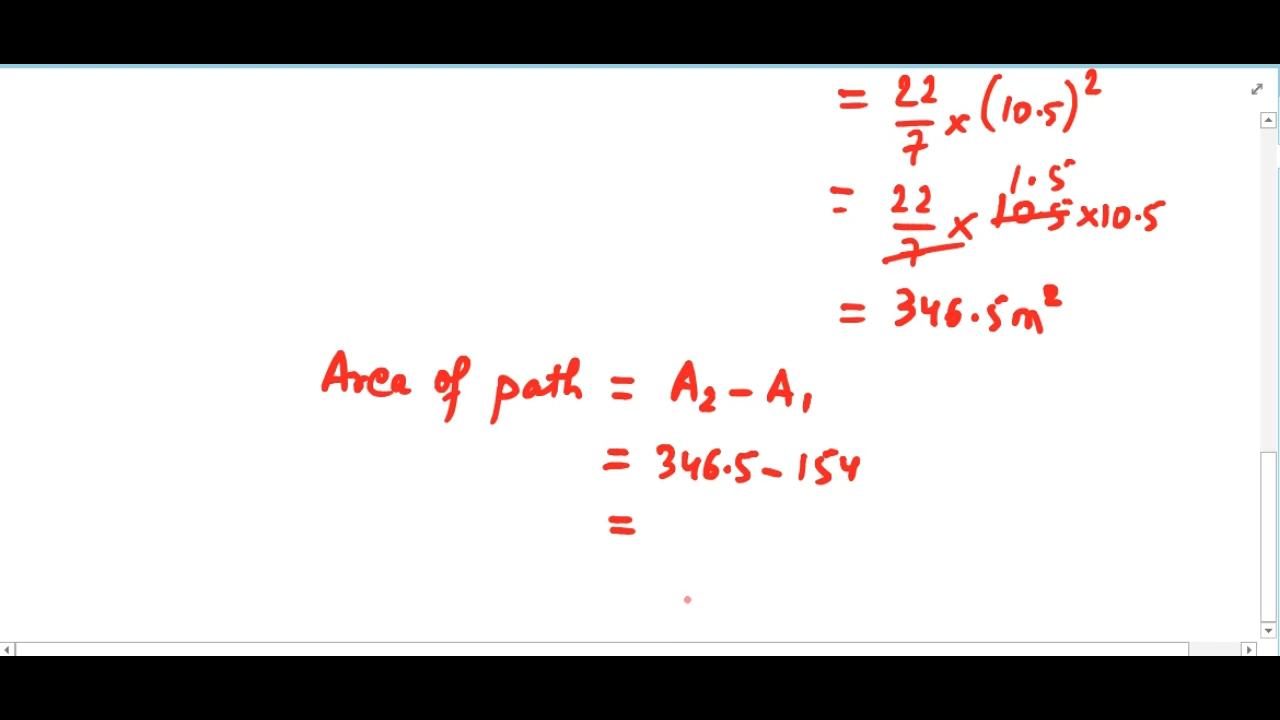 = 22/7 × (10.5)²
1.5
= 22/7 × 10.5 × 10.5
= 346.5 m²
Area of path = A₂ - A₁
= 346.5 - 154
=